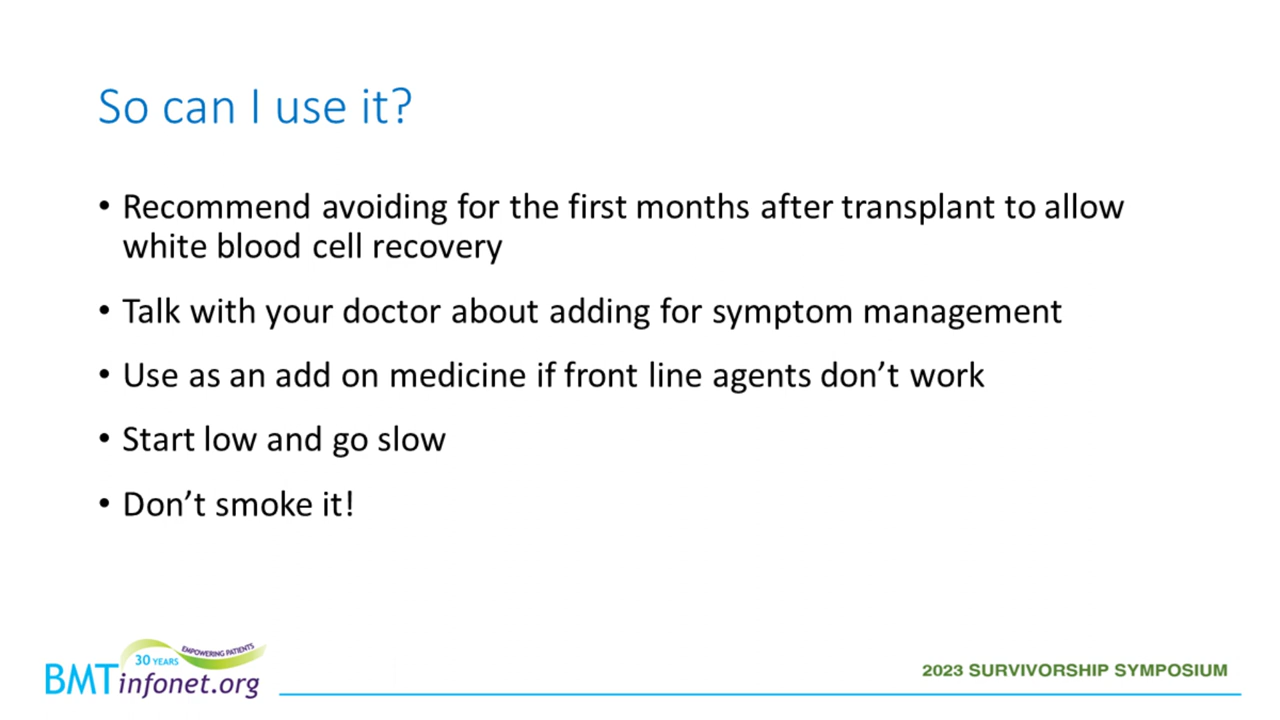 So can I use it?
• Recommend avoiding for the first months after transplant to allow
white blood cell recovery
• Talk with your doctor about adding for symptom management
• Use as an add on medicine if front line agents don’t work
• Start low and go slow
• Don’t smoke it!
EMPOWERING PATIENTS
30 YEARS
BMTinfonet.org
2023 SURVIVORSHIP SYMPOSIUM